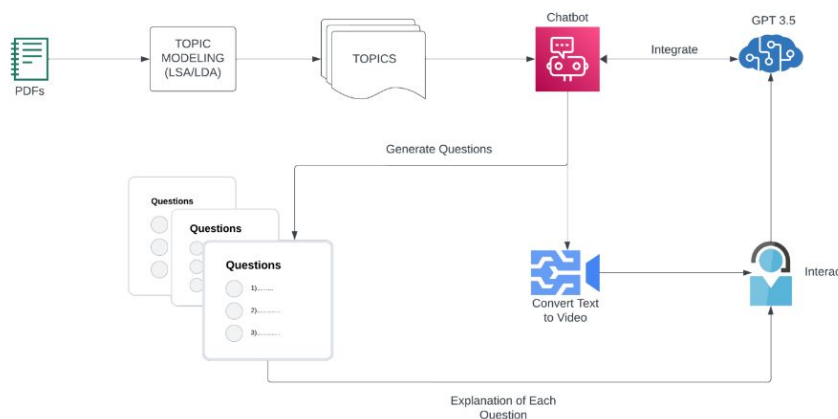 Chatbot
GPT 3.5
TOPIC
MODELING
(LSA/LDA)
TOPICS
Integrate
PDFs
Generate Questions
Questions
Questions
Questions
1)........
2)............
3)............
Interac
Convert Text
to Video
Explanation of Each
Question